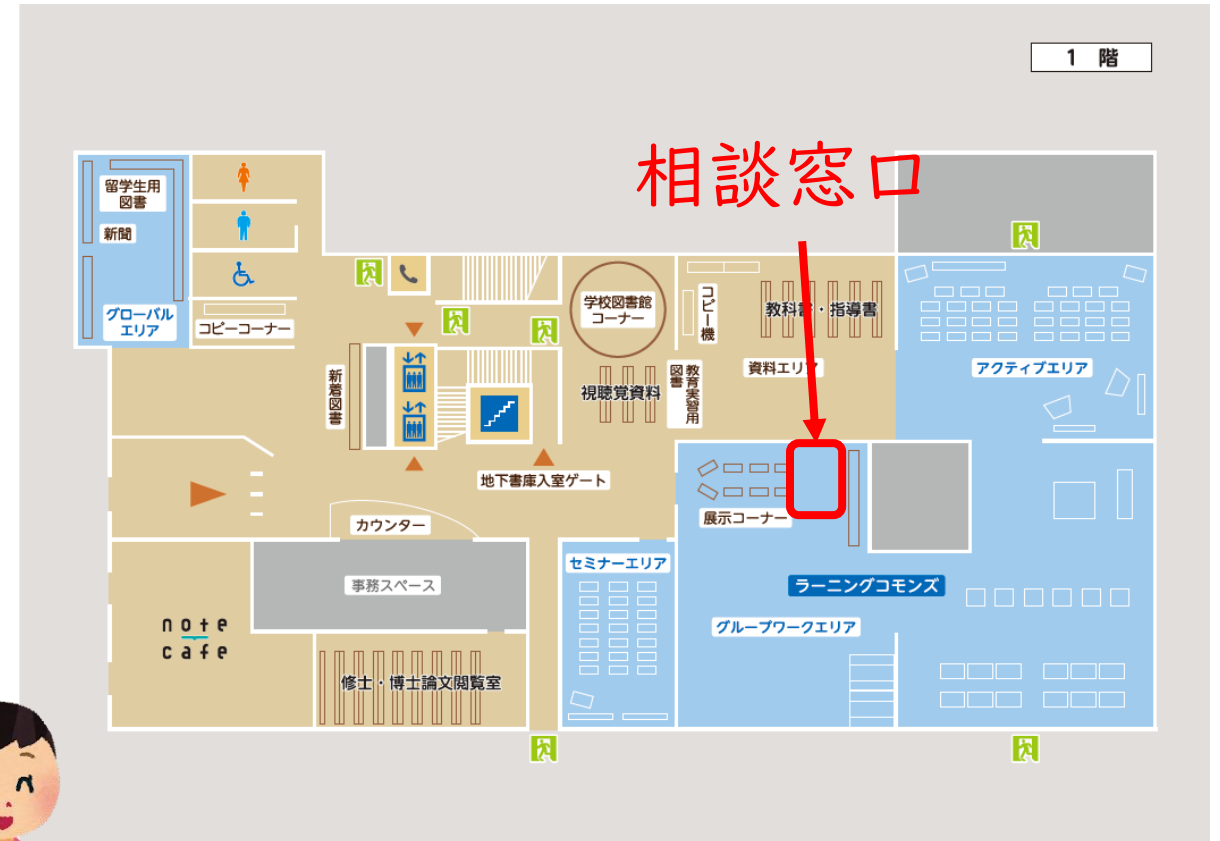 1 階
相談窓口
留学生用
図書
新聞
グローバル
エリア
コピーコーナー
新着図書
学校図書館
コーナー
コピー機
教科書・指導書
視聴覚資料
教育実習用
図書
資料エリア
アクティブエリア
地下書庫入室ゲート
カウンター
展示コーナー
事務スペース
セミナーエリア
ラーニングコモンズ
グループワークエリア
note
cafe
修士・博士論文閲覧室